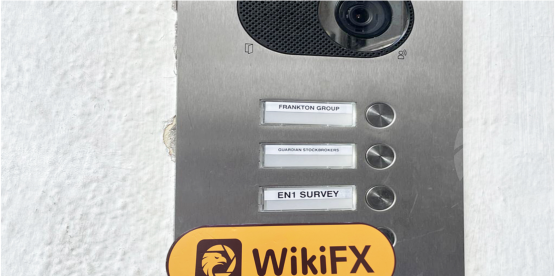 FRANKTON GROUP
GUARDIAN STOCKBROKERS
EN1 SURVEY
WikiFX